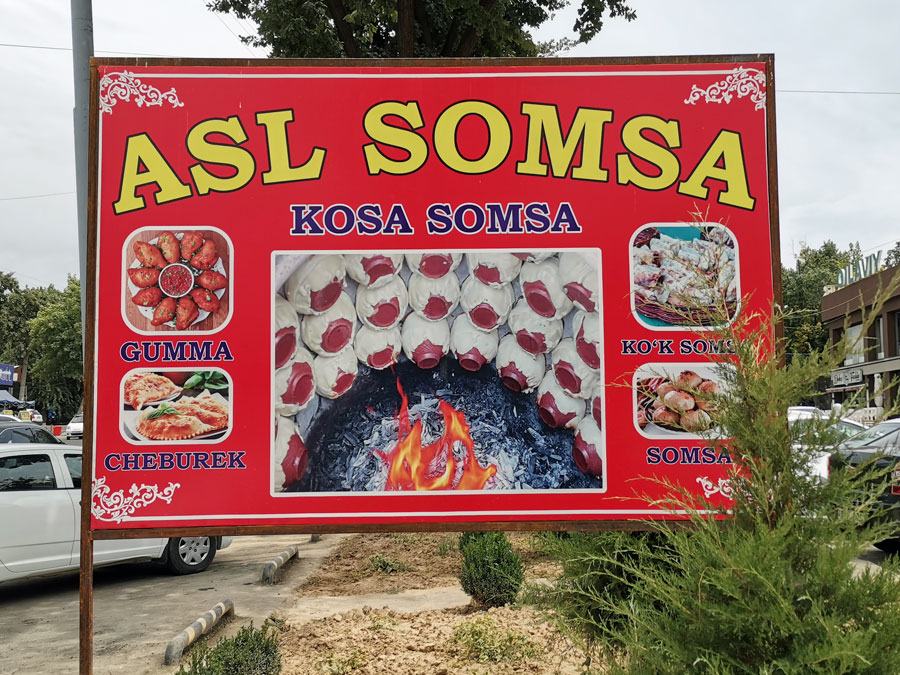 ASL SOMSA
KOSA SOMSA
GUMMA
KO'K SOMS
CHEBUREK
SOMSA